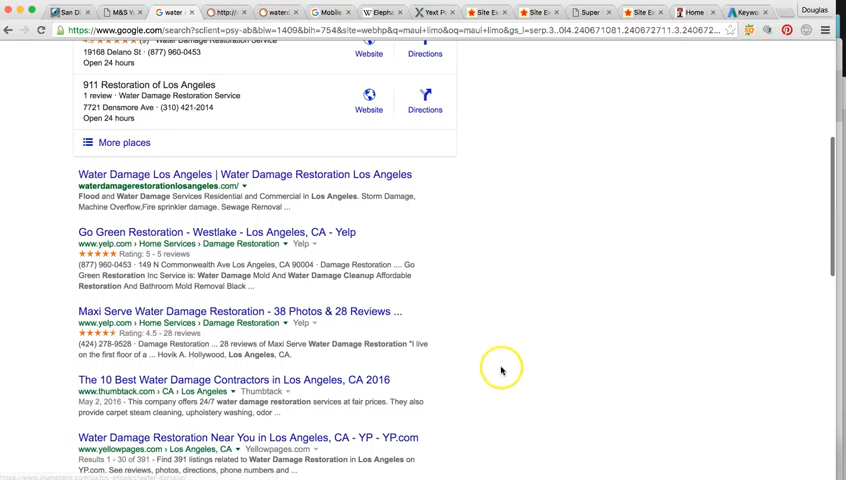 San Di
M&S V
water
http://
waterd
Mobile
Elepha
Yext P
Site Ex
Site Ex
Super
Site Ex
Home
Keywo
Douglas
https://www.google.com/search?sclient=psy-ab&biw=1409&bih=754&site=webhp&q=maui+limo&oq=maui+limo&gs_l=serp.3..0l4.240671081.240672711.3.240672...
Water Damage Restoration Service
19168 Delano St · (877) 960-0453
Open 24 hours
Website
Directions
911 Restoration of Los Angeles
1 review · Water Damage Restoration Service
7721 Densmore Ave · (310) 421-2014
Open 24 hours
Website
Directions
More places
Water Damage Los Angeles | Water Damage Restoration Los Angeles
waterdamagerestorationlosangeles.com/
Flood and Water Damage Services Residential and Commercial in Los Angeles. Storm Damage,
Machine Overflow,Fire sprinkler damage. Sewage Removal ...
Go Green Restoration - Westlake - Los Angeles, CA - Yelp
www.yelp.com › Home Services › Damage Restoration Yelp
Rating: 5 - 5 reviews
(877) 960-0453 · 149 N Commonwealth Ave Los Angeles, CA 90004 · Damage Restoration .... Go
Green Restoration Inc Service is: Water Damage Mold And Water Damage Cleanup Affordable
Restoration And Bathroom Mold Removal Black ...
Maxi Serve Water Damage Restoration - 38 Photos & 28 Reviews ...
www.yelp.com › Home Services › Damage Restoration Yelp
Rating: 4.5 - 28 reviews
(424) 278-9528 · Damage Restoration ... 28 reviews of Maxi Serve Water Damage Restoration "I live
on the first floor of a ... Hovik A. Hollywood, Los Angeles, CA.
The 10 Best Water Damage Contractors in Los Angeles, CA 2016
www.thumbtack.com › CA › Los Angeles Thumbtack
May 2, 2016 - This company offers 24/7 water damage restoration services at fair prices. They also
provide carpet steam cleaning, upholstery washing, odor ...
Water Damage Restoration Near You in Los Angeles, CA - YP - YP.com
www.yellowpages.com › Los Angeles, CA Yellowpages.com
Results 1 - 30 of 391 - Find 391 listings related to Water Damage Restoration in Los Angeles on
YP.com. See reviews, photos, directions, phone numbers and ...